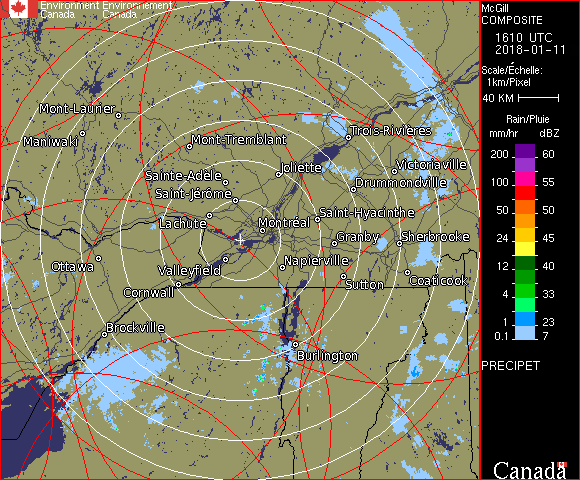 Environment Environnement
Canada Canada
McGill
COMPOSITE
1610 UTC
2018-01-11
Scale/Échelle:
1km/Pixel
40 KM
Rain/Pluie
mm/hr dBZ
200 60
100 55
50 50
24 45
12 40
4 33
1 23
0.1 7
PRECIPET
Canada
Mont-Laurier
Maniwaki
Mont-Tremblant
Trois-Rivières
Sainte-Adèle
Joliette
Victoriaville
Saint-Jérôme
Drummondville
Lachute
Montréal
Saint-Hyacinthe
Granby
Sherbrooke
Ottawa
Valleyfield
Napierville
Cornwall
Sutton
Coaticook
Brockville
Burlington